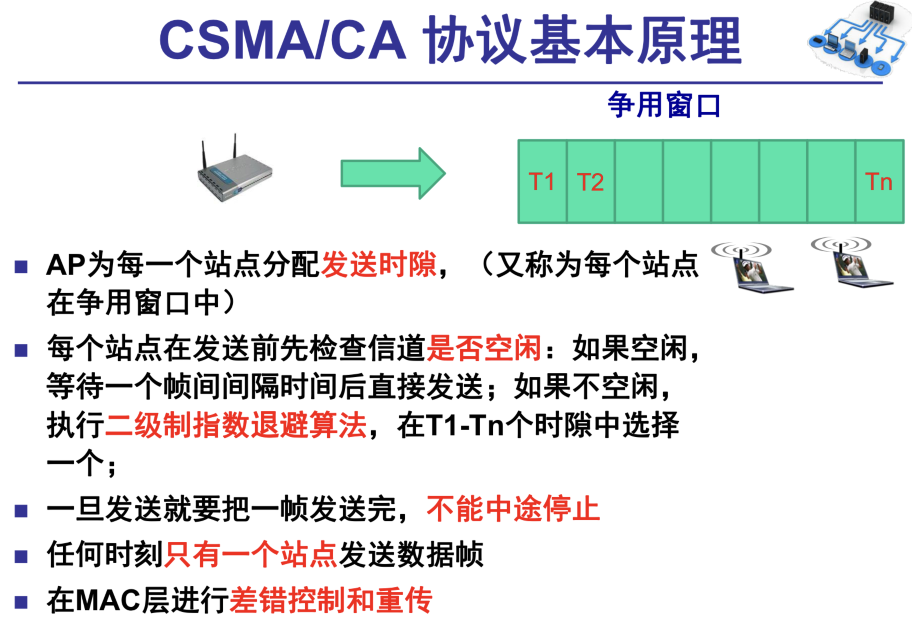 CSMA/CA 协议基本原理
争用窗口
T1 T2 Tn
AP为每一个站点分配发送时隙，（又称为每个站点
在争用窗口中）
每个站点在发送前先检查信道是否空闲：如果空闲，
等待一个帧间间隔时间后直接发送；如果不空闲，
执行二级制指数退避算法，在T1-Tn个时隙中选择
一个；
一旦发送就要把一帧发送完，不能中途停止
任何时刻只有一个站点发送数据帧
在MAC层进行差错控制和重传